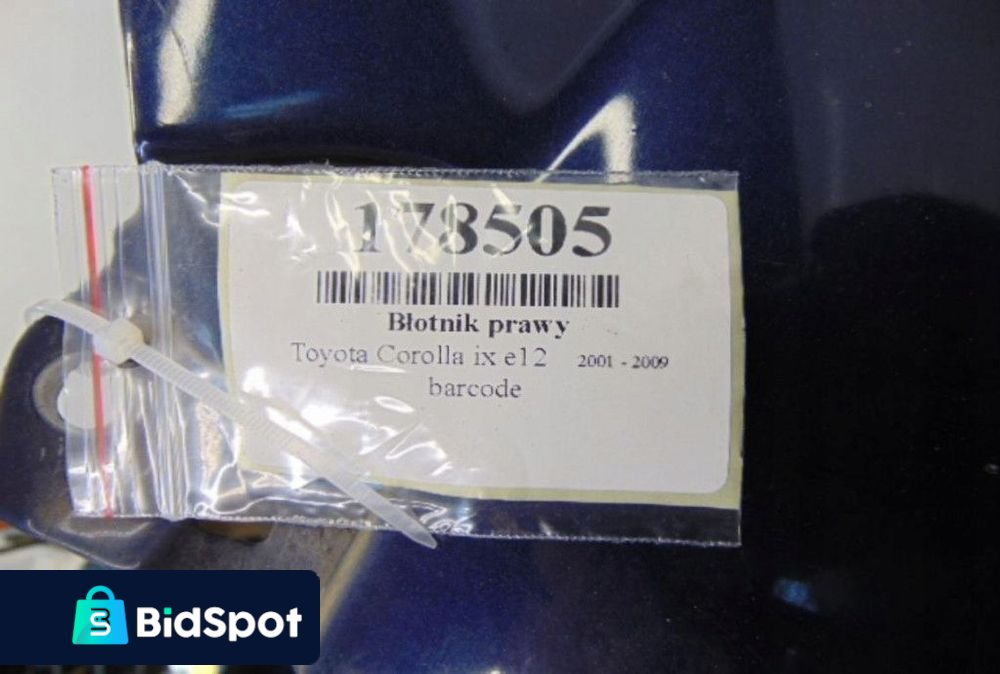 178505
Błotnik prawy
Toyota Corolla ix e12 2001 - 2009
barcode
BidSpot